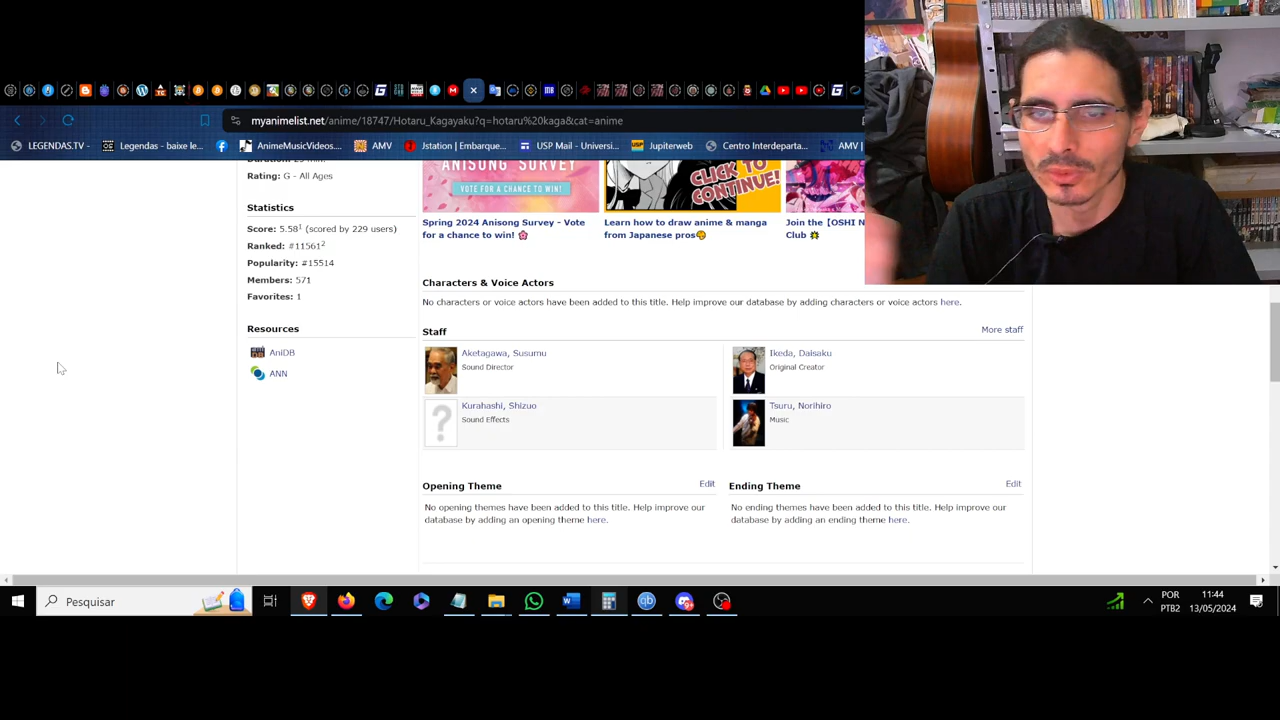 myanimelist.net/anime/18747/Hotaru_Kagayaku?q=hotaru%20kaga&cat=anime
LEGENDAS.TV -
Legendas - baixe le...
AnimeMusicVideos....
AMV
Jstation | Embarque...
USP Mail - Universi...
Jupiterweb
Centro Interdeparta...
AMV |
Rating: G - All Ages
Statistics
Score: 5.58¹ (scored by 229 users)
Ranked: #11561²
Popularity: #15514
Members: 571
Favorites: 1
Resources
AniDB
ANN
ANISONG SURVEY
VOTE FOR A CHANCE TO WIN!
CLICK TO
CONTINUE!
Spring 2024 Anisong Survey - Vote
for a chance to win!
Learn how to draw anime & manga
from Japanese pros
Join the【OSHI N
Club
Characters & Voice Actors
No characters or voice actors have been added to this title. Help improve our database by adding characters or voice actors here.
Staff
More staff
Aketagawa, Susumu
Sound Director
Ikeda, Daisaku
Original Creator
Kurahashi, Shizuo
Sound Effects
Tsuru, Norihiro
Music
Opening Theme
Edit
No opening themes have been added to this title. Help improve our
database by adding an opening theme here.
Ending Theme
Edit
No ending themes have been added to this title. Help improve our
database by adding an ending theme here.
Pesquisar
POR
PTB2
11:44
13/05/2024